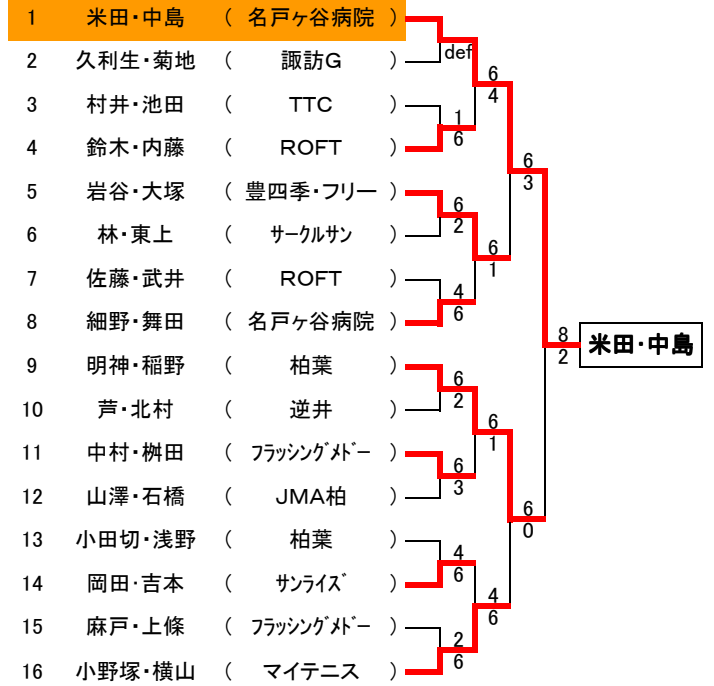 1 米田・中島 ( 名戸ヶ谷病院 )
def
2 久利生・菊地 ( 諏訪G )
6
4
3 村井・池田 ( TTC )
1
6
4 鈴木・内藤 ( ROFT )
6
3
5 岩谷・大塚 ( 豊四季・フリー )
6
2
6 林・東上 ( サークルサン )
6
1
7 佐藤・武井 ( ROFT )
4
6
8 細野・舞田 ( 名戸ヶ谷病院 )
8
2
米田・中島
9 明神・稲野 ( 柏葉 )
6
2
10 芦・北村 ( 逆井 )
6
1
11 中村・桝田 ( フラッシングメドー )
6
3
12 山澤・石橋 ( JMA柏 )
6
0
13 小田切・浅野 ( 柏葉 )
4
6
14 岡田・吉本 ( サンライズ )
4
6
15 麻戸・上條 ( フラッシングメドー )
2
6
16 小野塚・横山 ( マイテニス )